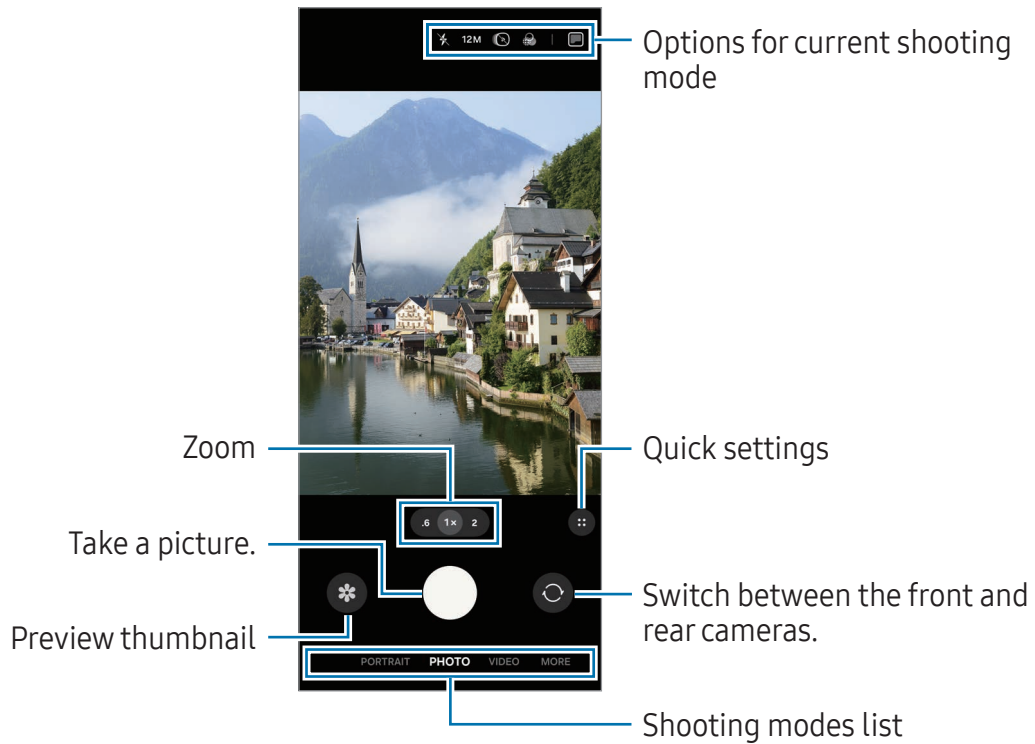 12M
Options for current shooting
mode
Zoom
Quick settings
.6 1× 2
Take a picture.
Switch between the front and
rear cameras.
Preview thumbnail
PORTRAIT PHOTO VIDEO MORE
Shooting modes list